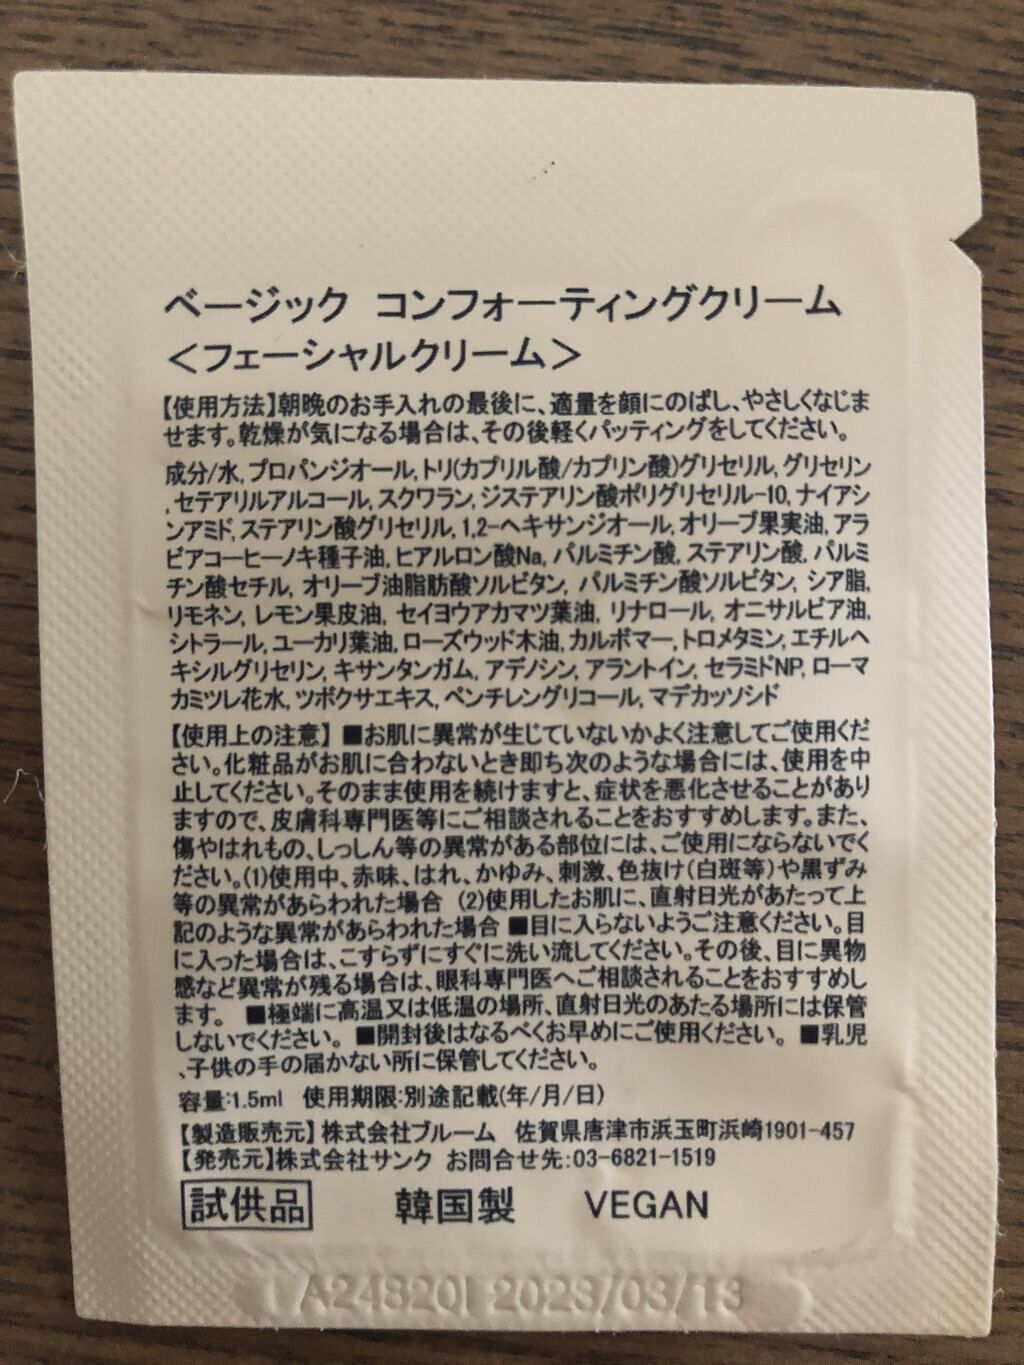 ベージック コンフォーティングクリーム
＜フェーシャルクリーム＞
【使用方法】朝晩のお手入れの最後に、適量を顔にのばし、やさしくなじま
せます。乾燥が気になる場合は、その後軽くパッティングをしてください。
成分/水, プロパンジオール, トリ(カプリル酸/カプリン酸)グリセリル, グリセリン
, セテアリルアルコール, スクワラン, ジステアリン酸ポリグリセリル-10, ナイアシ
ンアミド, ステアリン酸グリセリル, 1,2-ヘキサンジオール, オリーブ果実油, アラ
ビアコーヒーノキ種子油, ヒアルロン酸Na, パルミチン酸, ステアリン酸, パルミ
チン酸セチル, オリーブ油脂肪酸ソルビタン, パルミチン酸ソルビタン, シア脂,
リモネン, レモン果皮油, セイヨウアカマツ葉油, リナロール, オニサルビア油,
シトラール, ユーカリ葉油, ローズウッド木油, カルボマー, トロメタミン, エチルヘ
キシルグリセリン, キサンタンガム, アデノシン, アラントイン, セラミドNP, ローマ
カミツレ花水, ツボクサエキス, ペンチレングリコール, マデカッソシド
【使用上の注意】 ■お肌に異常が生じていないかよく注意してご使用くだ
さい。化粧品がお肌に合わないとき即ち次のような場合には、使用を中
止してください。そのまま使用を続けますと、症状を悪化させることがあり
ますので、皮膚科専門医等にご相談されることをおすすめします。また、
傷やはれもの、しっしん等の異常がある部位には、ご使用にならないでく
ださい。(1)使用中、赤味、はれ、かゆみ、刺激、色抜け(白斑等)や黒ずみ
等の異常があらわれた場合 (2)使用したお肌に、直射日光があたって上
記のような異常があらわれた場合 ■目に入らないようご注意ください。目
に入った場合は、こすらずにすぐに洗い流してください。その後、目に異物
感など異常が残る場合は、眼科専門医へご相談されることをおすすめし
ます。 ■極端に高温又は低温の場所、直射日光のあたる場所には保管
しないでください。 ■開封後はなるべくお早めにご使用ください。 ■乳児
、子供の手の届かない所に保管してください。
容量:1.5ml 使用期限:別途記載(年/月/日)
【製造販売元】株式会社ブルーム 佐賀県唐津市浜玉町浜崎1901-457
【発売元】株式会社サンク お問合せ先:03-6821-1519
試供品 韓国製 VEGAN
A24820I 2023/03/13